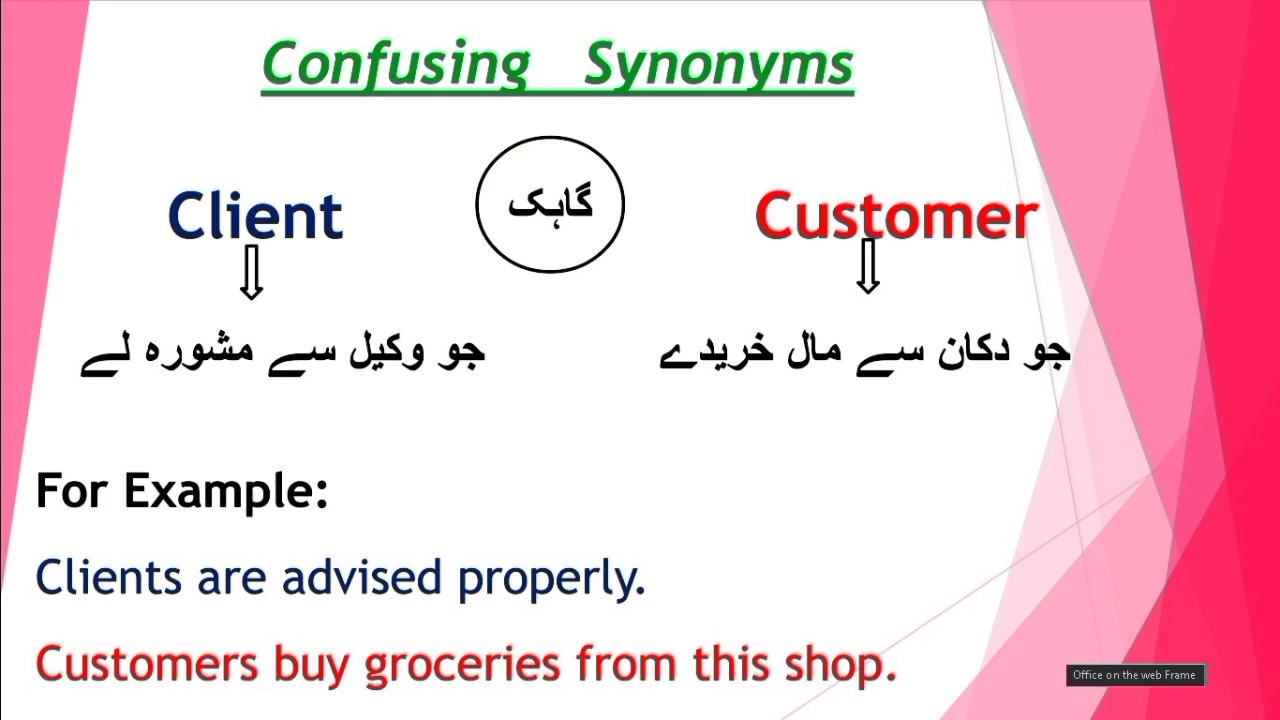 Confusing Synonyms
Client
گاہک
Customer
جو وکیل سے مشورہ لے
جو دکان سے مال خریدے
For Example:
Clients are advised properly.
Customers buy groceries from this shop.
Office on the web Frame